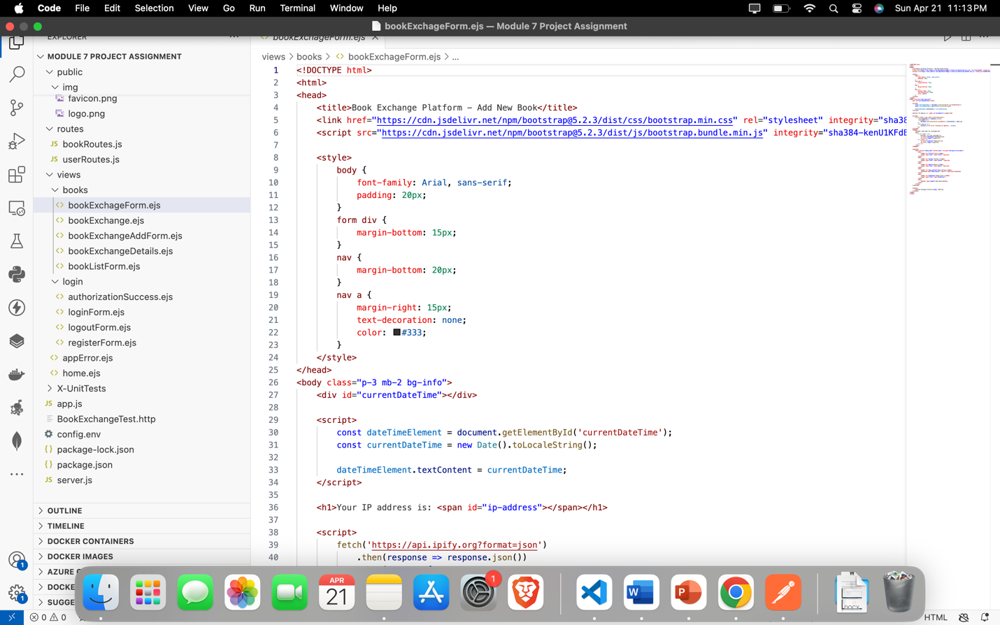 Code File Edit Selection View Go Run Terminal Window Help Sun Apr 21 11:13 PM
bookExchageForm.ejs — Module 7 Project Assignment
EXPLORER
bookExchageForm.ejs
MODULE 7 PROJECT ASSIGNMENT
public
img
favicon.png
logo.png
routes
JS bookRoutes.js
JS userRoutes.js
views
books
bookExchageForm.ejs
bookExchange.ejs
bookExchangeAddForm.ejs
bookExchangeDetails.ejs
bookListForm.ejs
login
authorizationSuccess.ejs
loginForm.ejs
logoutForm.ejs
registerForm.ejs
appError.ejs
home.ejs
X-UnitTests
JS app.js
BookExchangeTest.http
config.env
{} package-lock.json
{} package.json
JS server.js
OUTLINE
TIMELINE
DOCKER CONTAINERS
DOCKER IMAGES
AZURE
DOCKE
SUGGE
views > books > <> bookExchageForm.ejs > ...
1 <!DOCTYPE html>
2 <html>
3 <head>
4 <title>Book Exchange Platform – Add New Book</title>
5 <link href="https://cdn.jsdelivr.net/npm/bootstrap@5.2.3/dist/css/bootstrap.min.css" rel="stylesheet" integrity="sha38
6 <script src="https://cdn.jsdelivr.net/npm/bootstrap@5.2.3/dist/js/bootstrap.bundle.min.js" integrity="sha384-kenU1KFdE
7
8 <style>
9 body {
10 font-family: Arial, sans-serif;
11 padding: 20px;
12 }
13 form div {
14 margin-bottom: 15px;
15 }
16 nav {
17 margin-bottom: 20px;
18 }
19 nav a {
20 margin-right: 15px;
21 text-decoration: none;
22 color: #333;
23 }
24 </style>
25 </head>
26 <body class="p-3 mb-2 bg-info">
27 <div id="currentDateTime"></div>
28
29 <script>
30 const dateTimeElement = document.getElementById('currentDateTime');
31 const currentDateTime = new Date().toLocaleString();
32
33 dateTimeElement.textContent = currentDateTime;
34 </script>
35
36 <h1>Your IP address is: <span id="ip-address"></span></h1>
37
38 <script>
39 fetch('https://api.ipify.org?format=json')
40 .then(response => response.json())
1
1
APR
21
1
W
P
DOCX
0 0
HTML